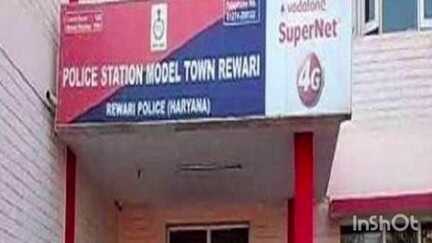 vodafone
SuperNet
4G
POLICE STATION MODEL TOWN REWARI
REWARI POLICE (HARYANA)
InShOt